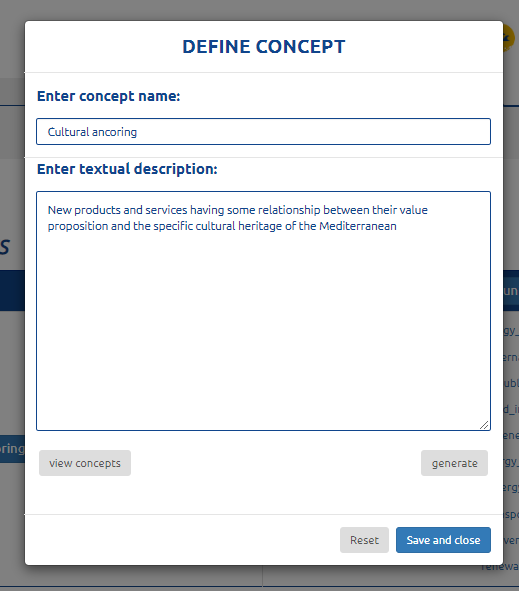 DEFINE CONCEPT
Enter concept name:
Cultural ancoring
Enter textual description:
New products and services having some relationship between their value
proposition and the specific cultural heritage of the Mediterranean
view concepts
generate
Reset
Save and close